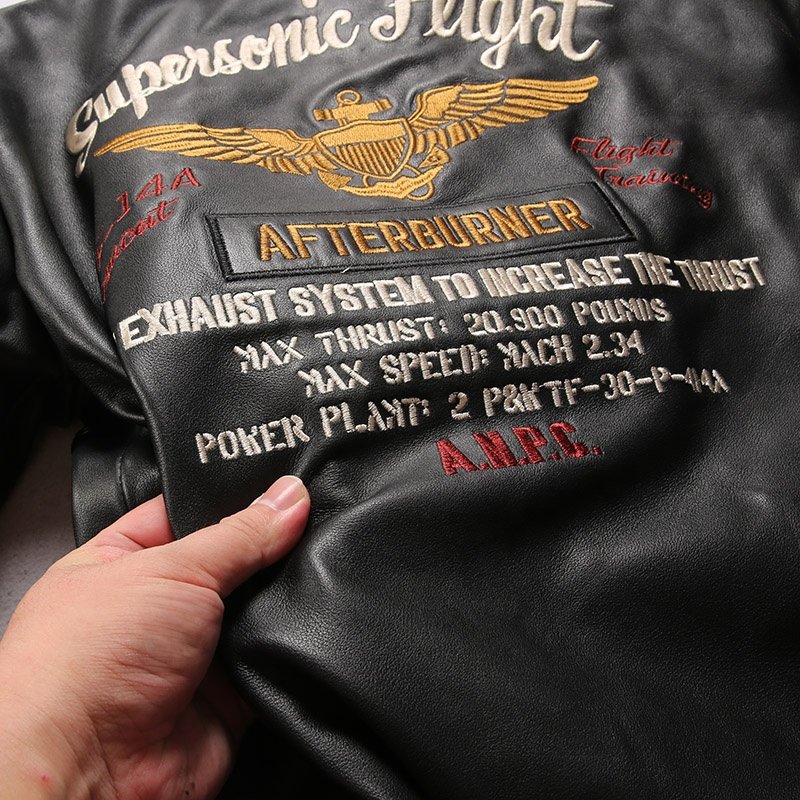 Supersonic Flight
14A
Flight
Training
AFTERBURNER
EXHAUST SYSTEM TO INCREASE THE THRUST
MAX THRUST: 20.900 POUNDS
MAX SPEED: MACH 2.34
POWER PLANT: 2 P&W TF-30-P-414A
A.N.P.C.